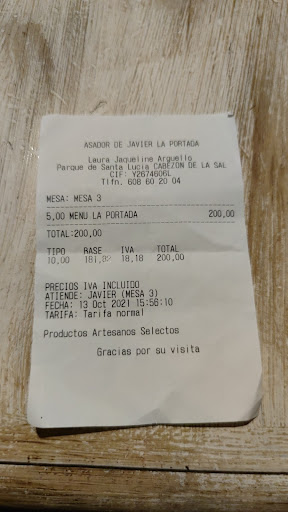 ASADOR DE JAVIER LA PORTADA
Laura Jaqueline Arguello
Parque de Santa Lucia CABEZON DE LA SAL
CIF: Y2674606L
Tlfn. 608 60 20 04
MESA: MESA 3
5,00 MENU LA PORTADA 200,00
TOTAL:200,00
TIPO BASE IVA TOTAL
10,00 181,82 18,18 200,00
PRECIOS IVA INCLUIDO
ATIENDE: JAVIER (MESA 3)
FECHA: 13 Oct 2021 15:56:10
TARIFA: Tarifa normal
Productos Artesanos Selectos
Gracias por su visita